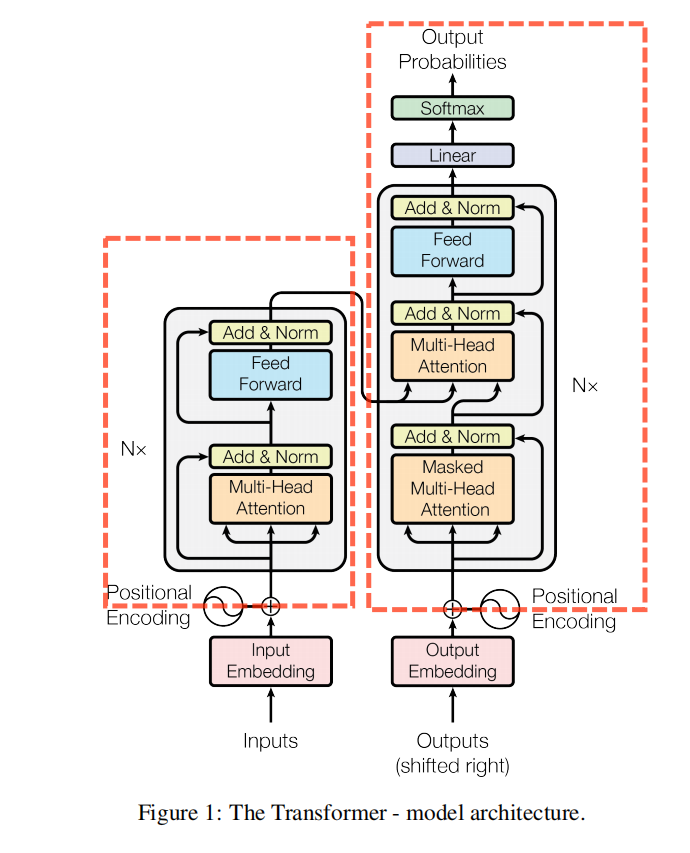 Output
Probabilities
Softmax
Linear
Add & Norm
Feed
Forward
Add & Norm
Multi-Head
Attention
Add & Norm
Masked
Multi-Head
Attention
N×
Add & Norm
Feed
Forward
Add & Norm
Multi-Head
Attention
N×
Positional
Encoding
Positional
Encoding
Input
Embedding
Output
Embedding
Inputs
Outputs
(shifted right)
Figure 1: The Transformer - model architecture.